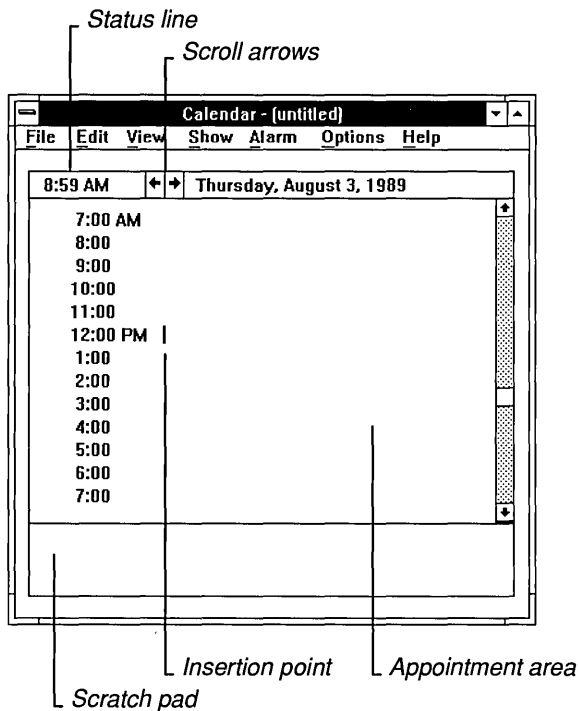 Status line
Scroll arrows
Calendar - (untitled)
File Edit View Show Alarm Options Help
8:59 AM Thursday, August 3, 1989
7:00 AM
8:00
9:00
10:00
11:00
12:00 PM
1:00
2:00
3:00
4:00
5:00
6:00
7:00
Insertion point Appointment area
Scratch pad